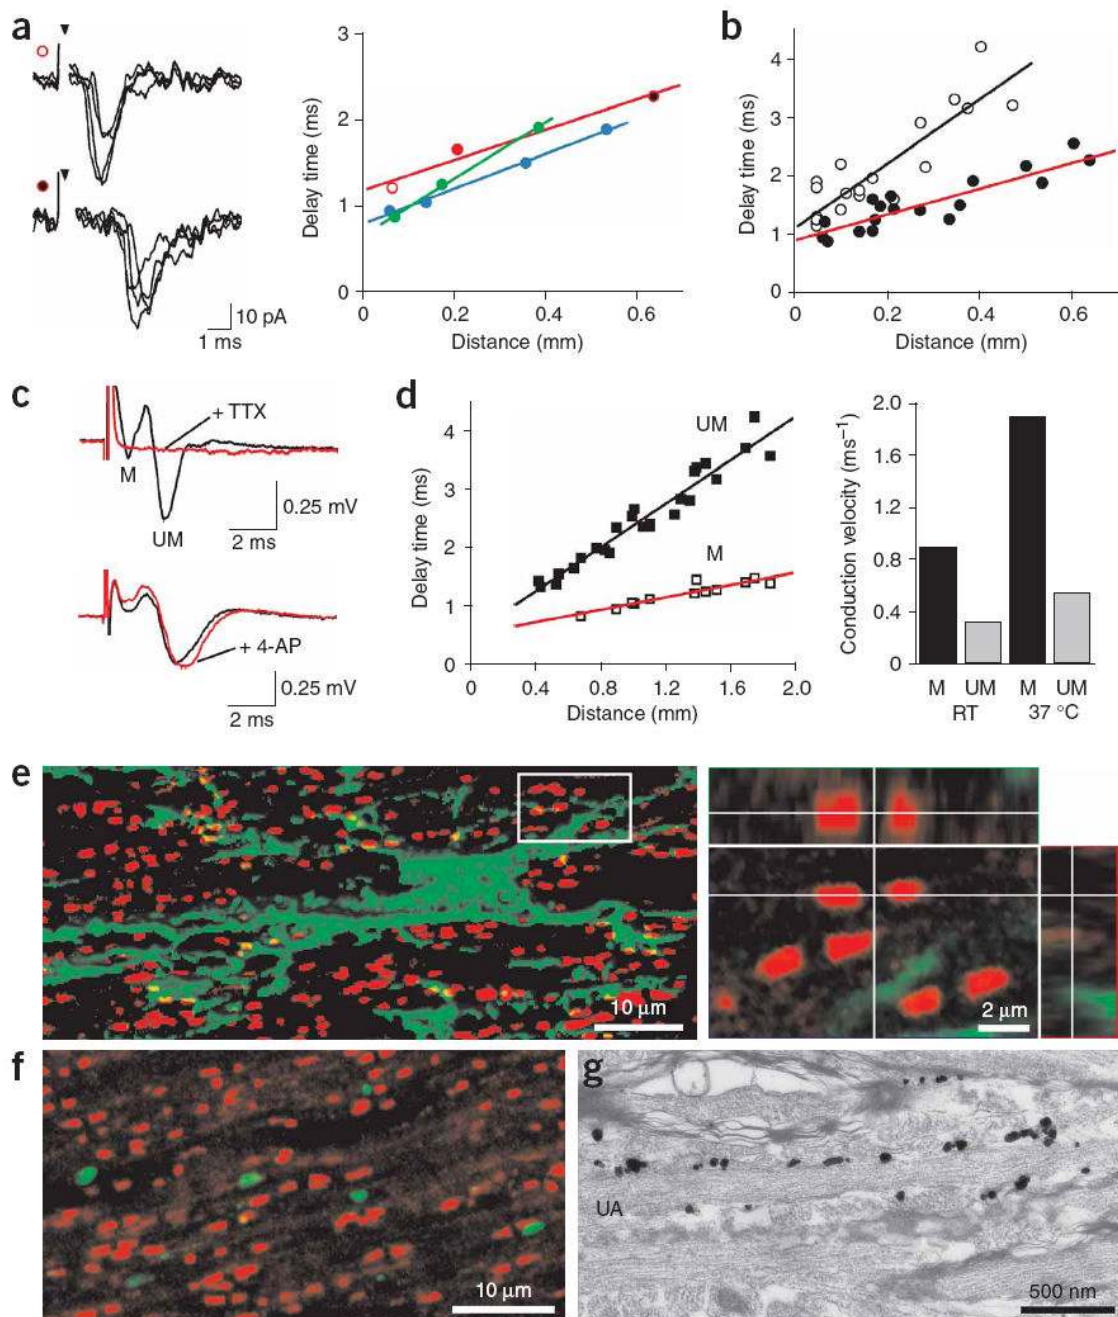 a
10 pA
1 ms
Delay time (ms)
3
2
1
0
0 0.2 0.4 0.6
Distance (mm)
b
Delay time (ms)
4
3
2
1
0
0 0.2 0.4 0.6
Distance (mm)
c
+ TTX
M
UM
0.25 mV
2 ms
+ 4-AP
0.25 mV
2 ms
d
Delay time (ms)
4
3
2
1
0
UM
M
0.4 0.8 1.2 1.6 2.0
Distance (mm)
Conduction velocity (ms⁻¹)
2.0
1.6
1.2
0.8
0.4
0
M UM M UM
RT 37 °C
e
10 µm
2 µm
f
10 µm
g
UA
500 nm